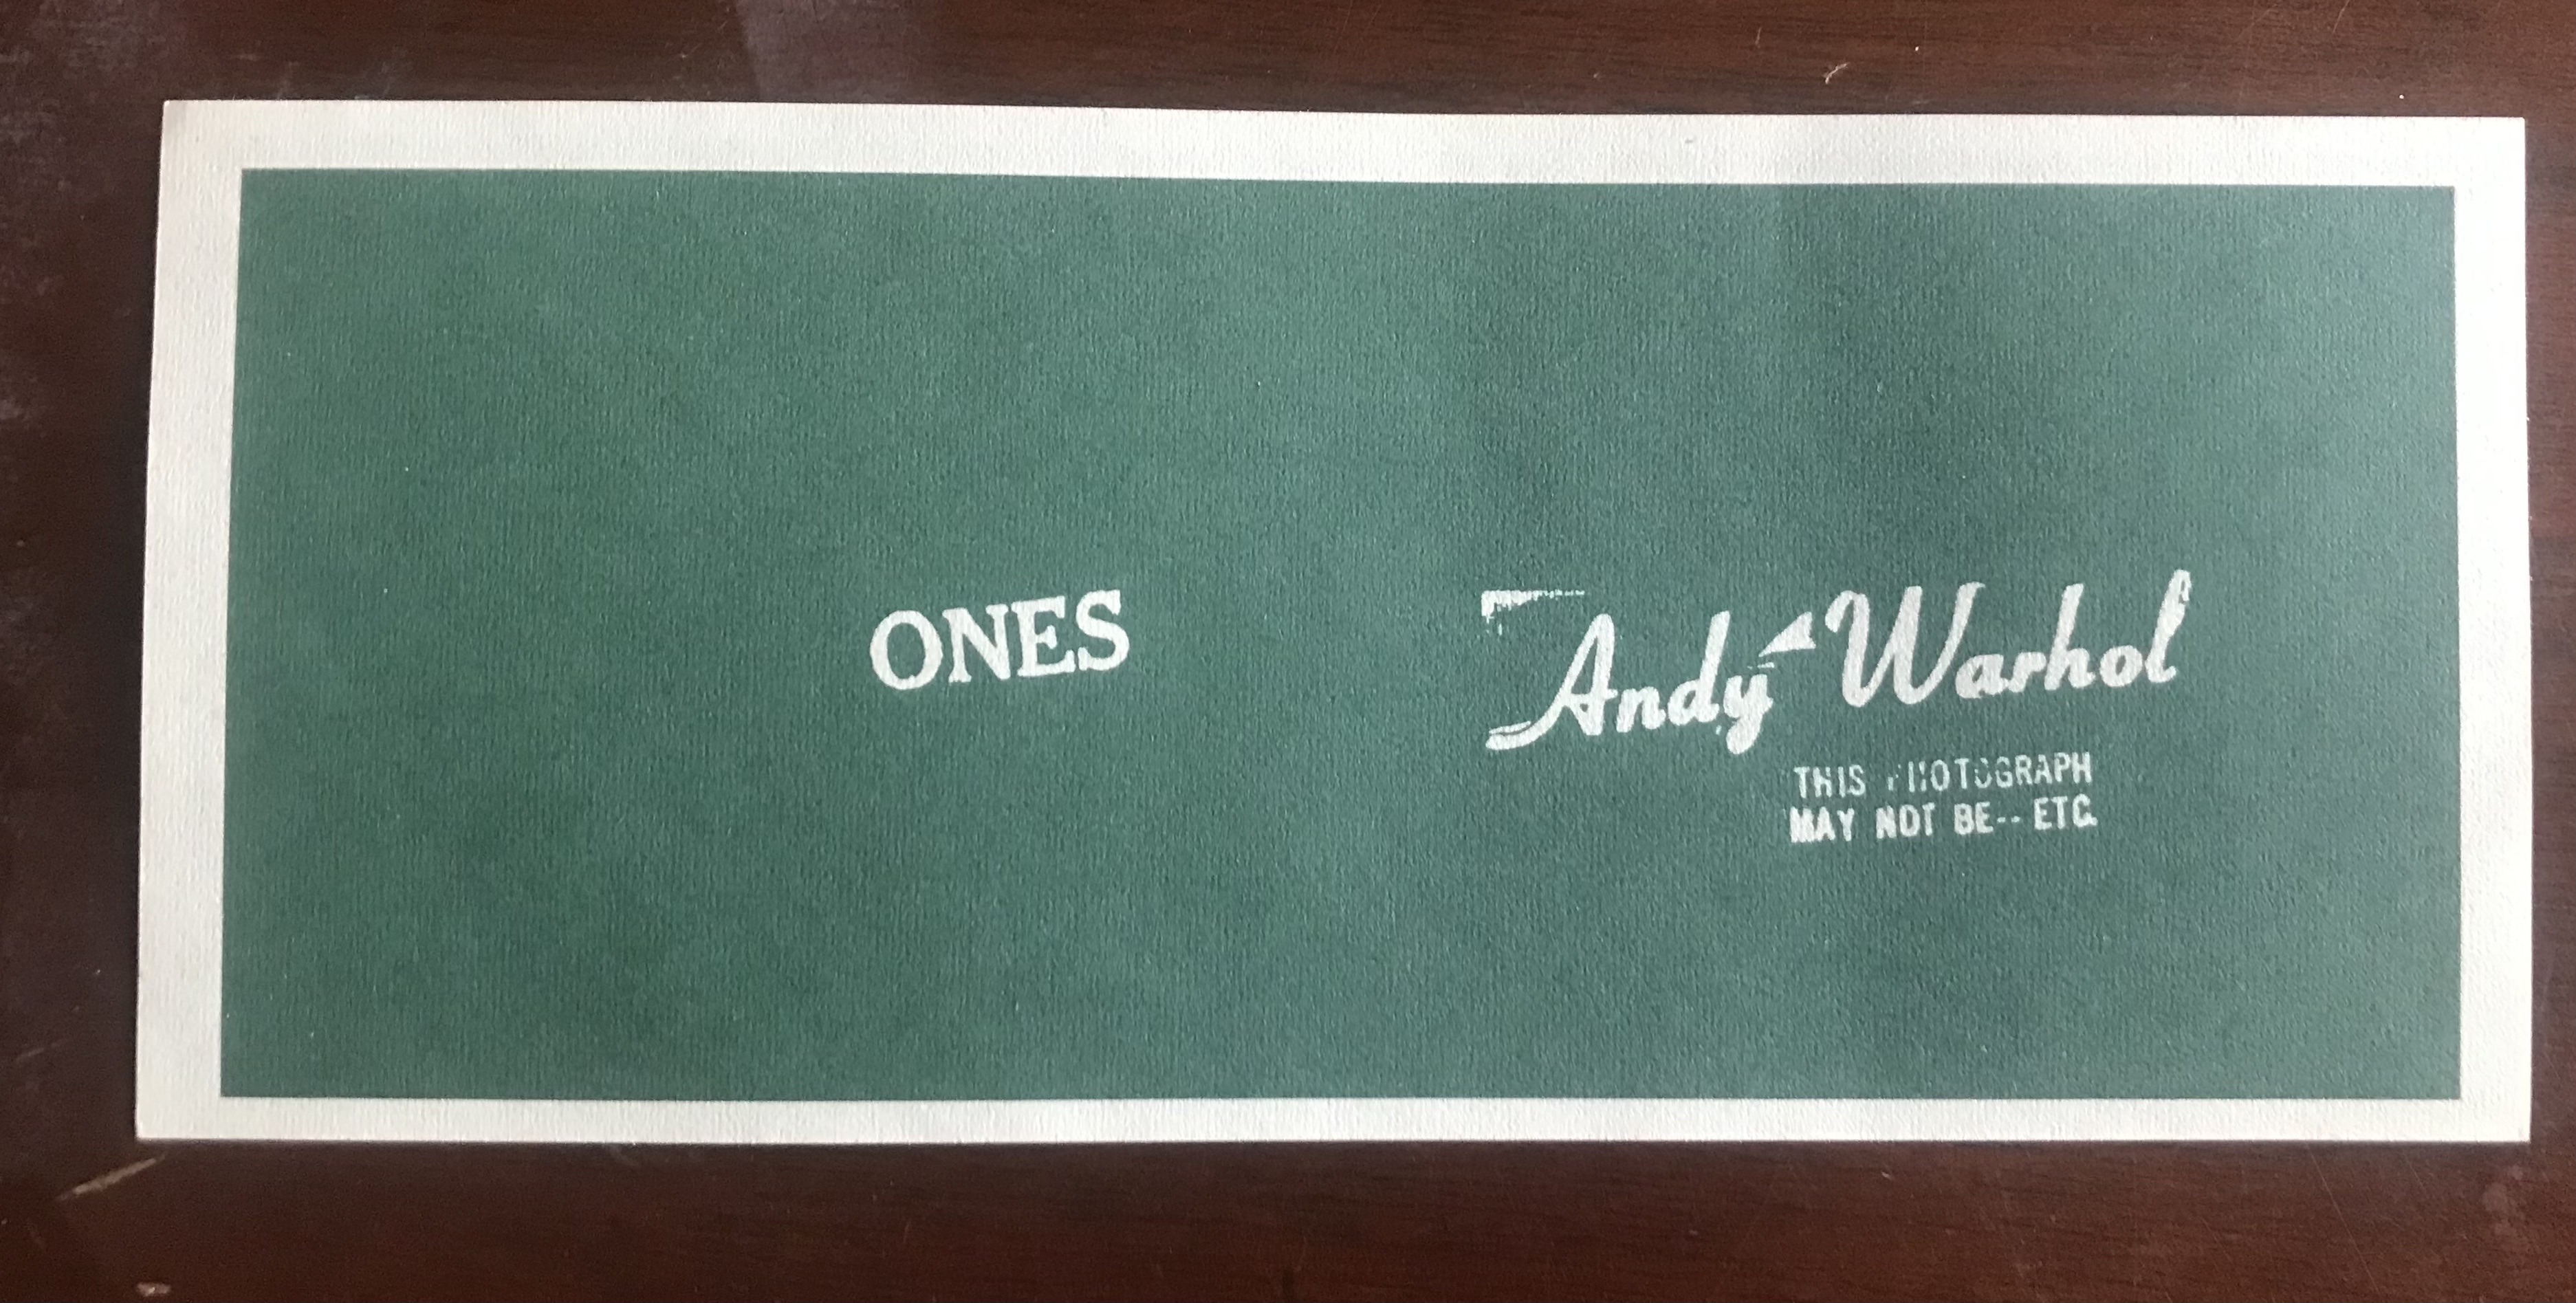 ONES
Andy Warhol
THIS PHOTOGRAPH
MAY NOT BE-- ETC.